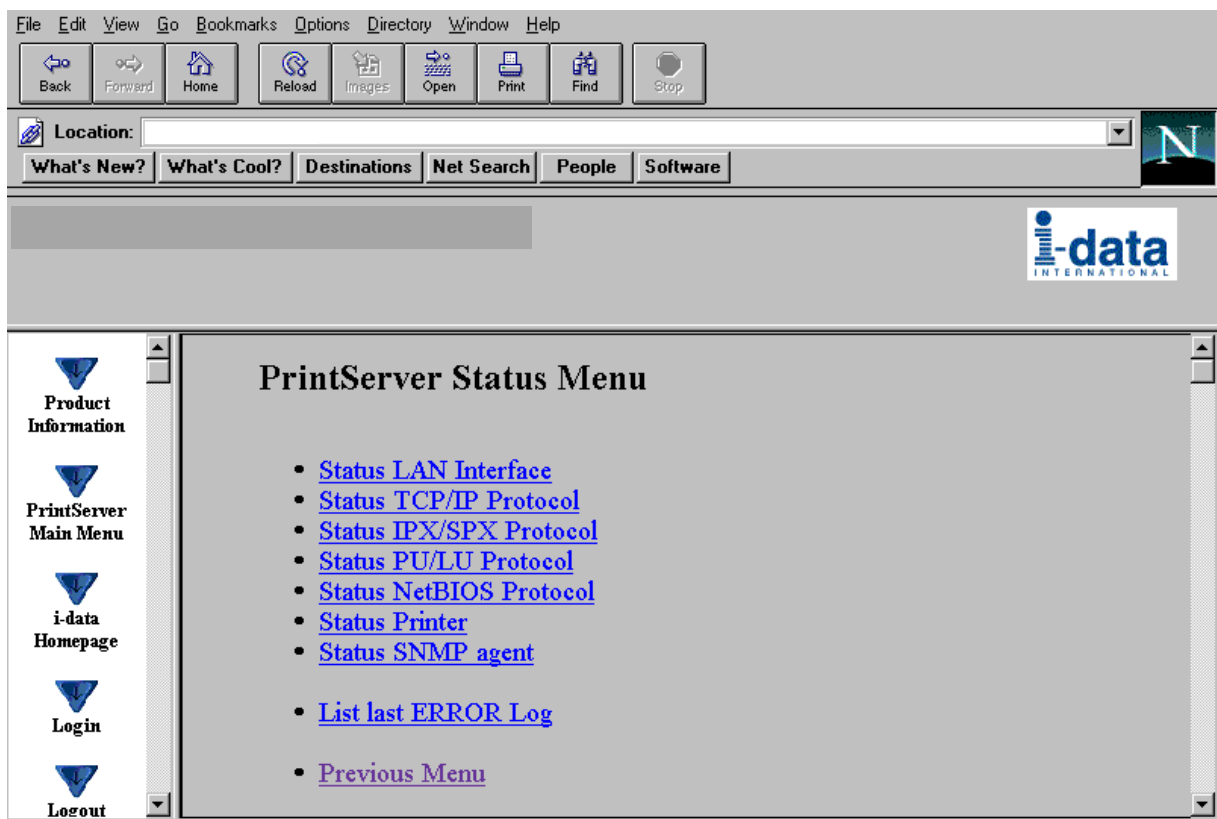 File Edit View Go Bookmarks Options Directory Window Help
Back Forward Home Reload Images Open Print Find Stop
Location:
N
What's New? What's Cool? Destinations Net Search People Software
i-data
INTERNATIONAL
Product
Information
PrintServer
Main Menu
i-data
Homepage
Login
Logout
PrintServer Status Menu
• Status LAN Interface
• Status TCP/IP Protocol
• Status IPX/SPX Protocol
• Status PU/LU Protocol
• Status NetBIOS Protocol
• Status Printer
• Status SNMP agent
• List last ERROR Log
• Previous Menu